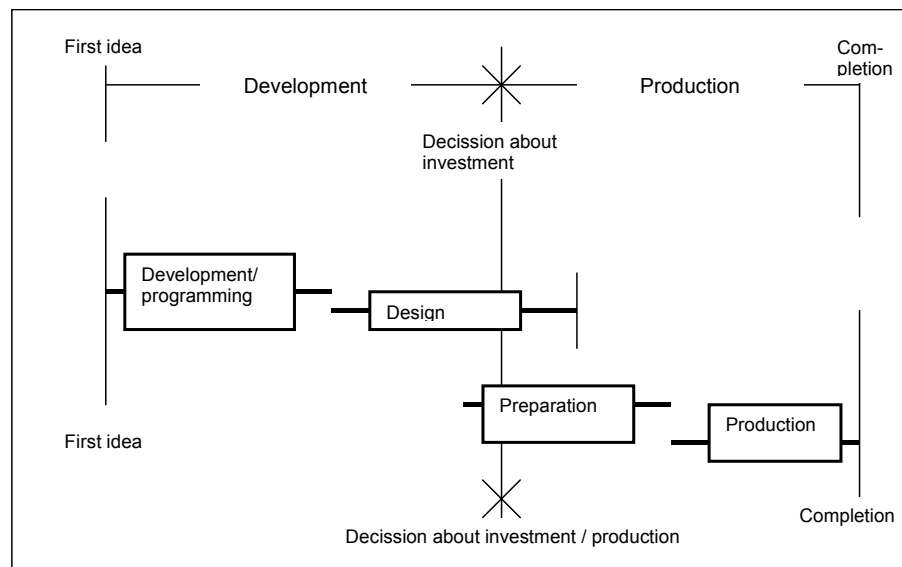 First idea
Com-
pletion
Development
Production
Decission about
investment
Development/
programming
Design
Preparation
Production
First idea
Completion
Decission about investment / production